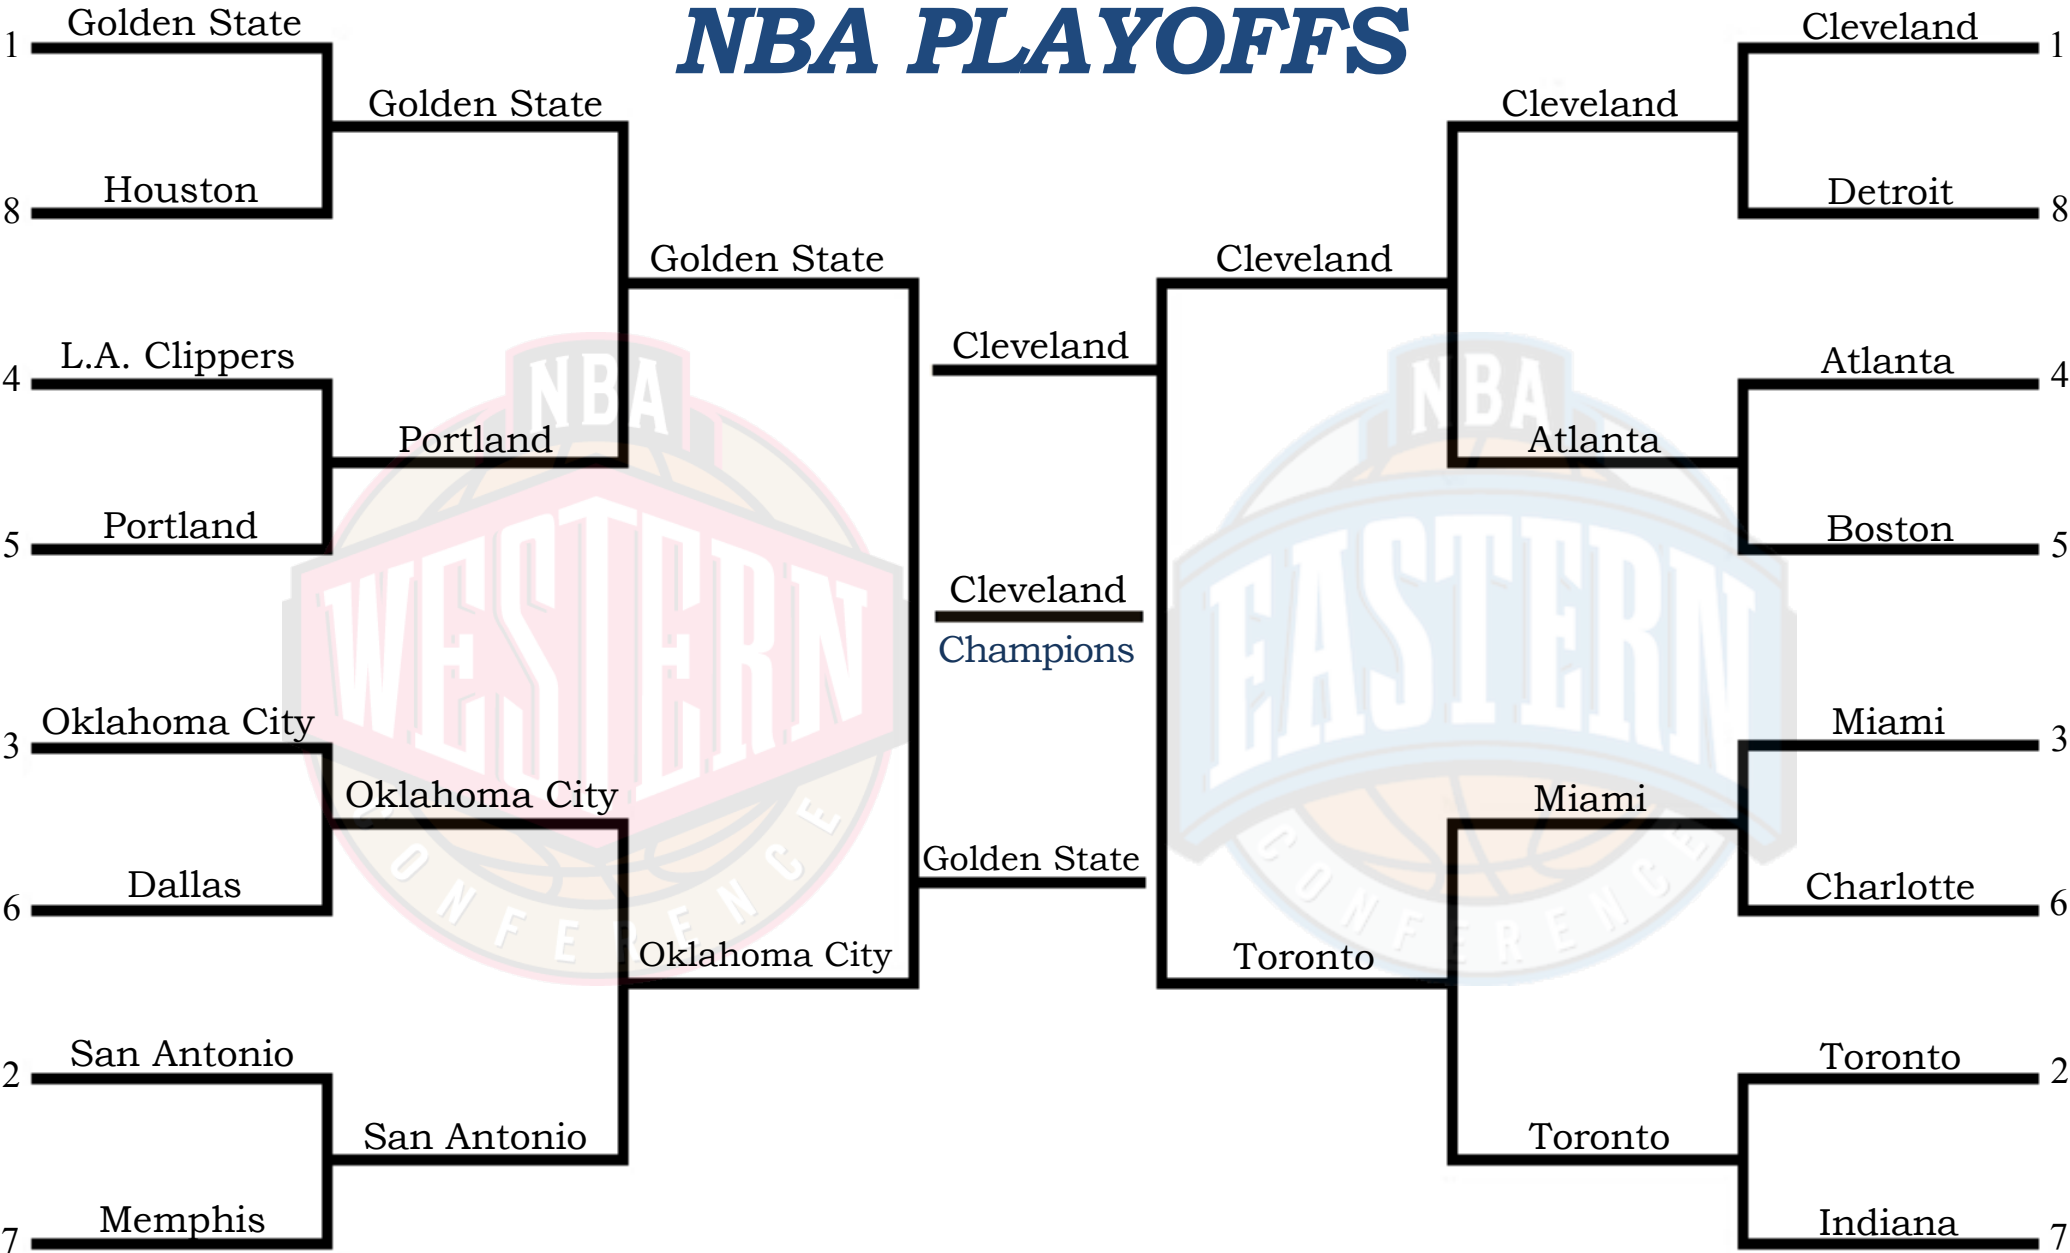 NBA PLAYOFFS
1 Golden State
Golden State
8 Houston
Golden State
4 L.A. Clippers
Portland
5 Portland
3 Oklahoma City
Oklahoma City
6 Dallas
Oklahoma City
2 San Antonio
San Antonio
7 Memphis
Cleveland
Cleveland
Champions
Golden State
Cleveland 1
Cleveland
Detroit 8
Cleveland
Atlanta 4
Atlanta
Boston 5
Miami 3
Miami
Charlotte 6
Toronto
Toronto 2
Toronto
Indiana 7
NBA
WESTERN
CONFERENCE
NBA
EASTERN
CONFERENCE